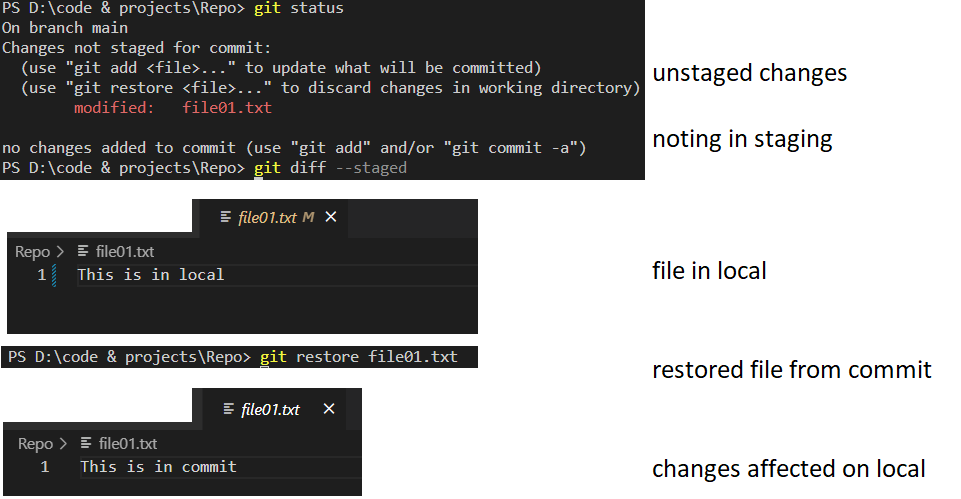 PS D:\code & projects\Repo> git status
On branch main
Changes not staged for commit:
  (use "git add <file>..." to update what will be committed)
  (use "git restore <file>..." to discard changes in working directory)
        modified:   file01.txt
unstaged changes
no changes added to commit (use "git add" and/or "git commit -a")
noting in staging
PS D:\code & projects\Repo> git diff --staged
file01.txt M ×
Repo > file01.txt
1 This is in local
file in local
PS D:\code & projects\Repo> git restore file01.txt
restored file from commit
file01.txt ×
Repo > file01.txt
1 This is in commit
changes affected on local